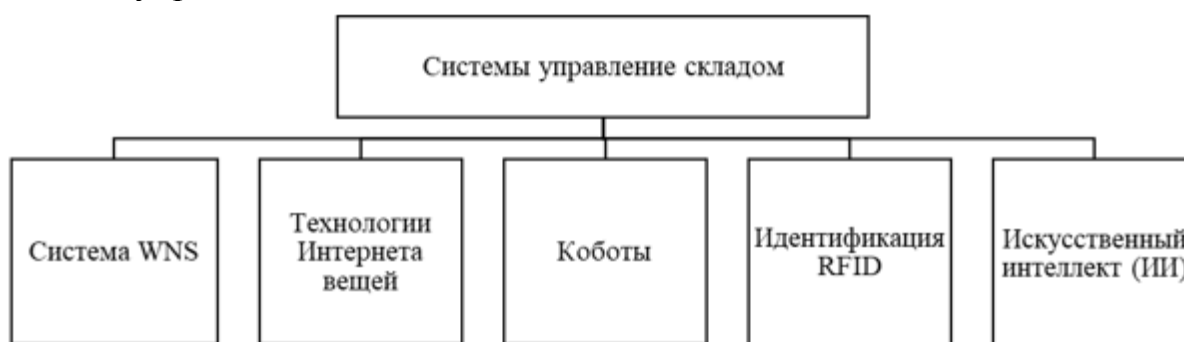 Системы управление складом
Система WNS
Технологии
Интернета
вещей
Коботы
Идентификация
RFID
Искусственный
интеллект (ИИ)